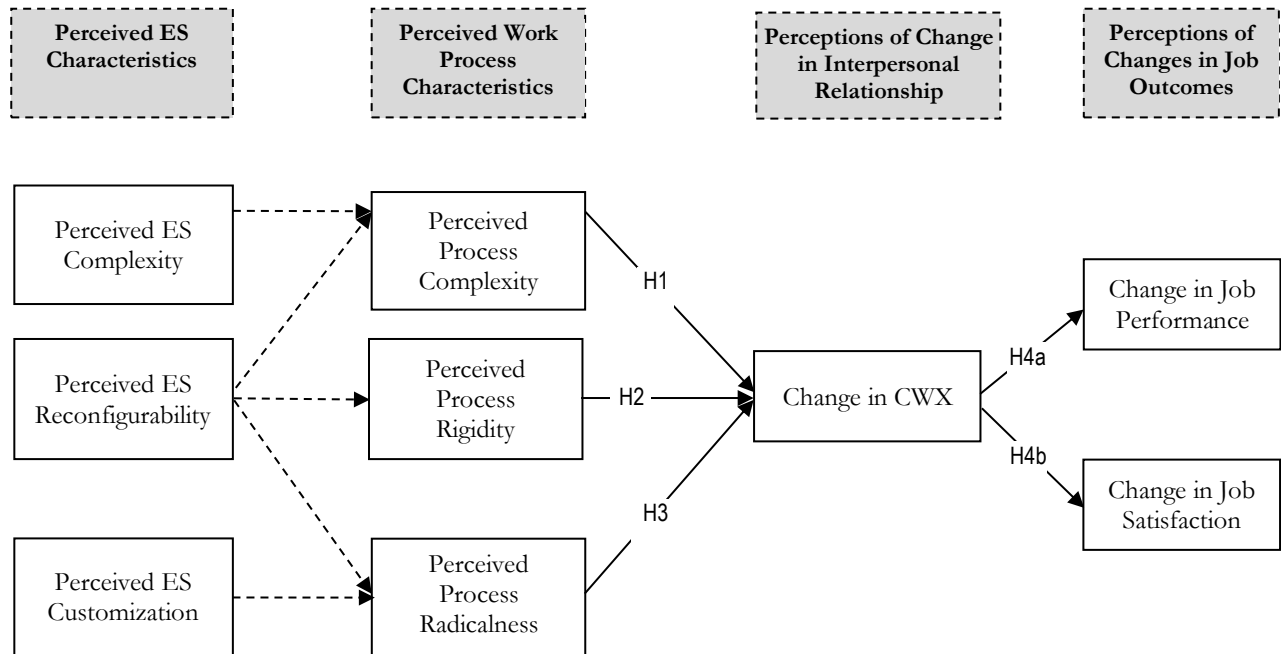 Perceived ES
Characteristics
Perceived Work
Process
Characteristics
Perceptions of Change
in Interpersonal
Relationship
Perceptions of
Changes in Job
Outcomes
Perceived ES
Complexity
Perceived
Process
Complexity
H1
Change in Job
Performance
H4a
Perceived ES
Reconfigurability
Perceived
Process
Rigidity
H2
Change in CWX
H4b
Change in Job
Satisfaction
H3
Perceived ES
Customization
Perceived
Process
Radicalness